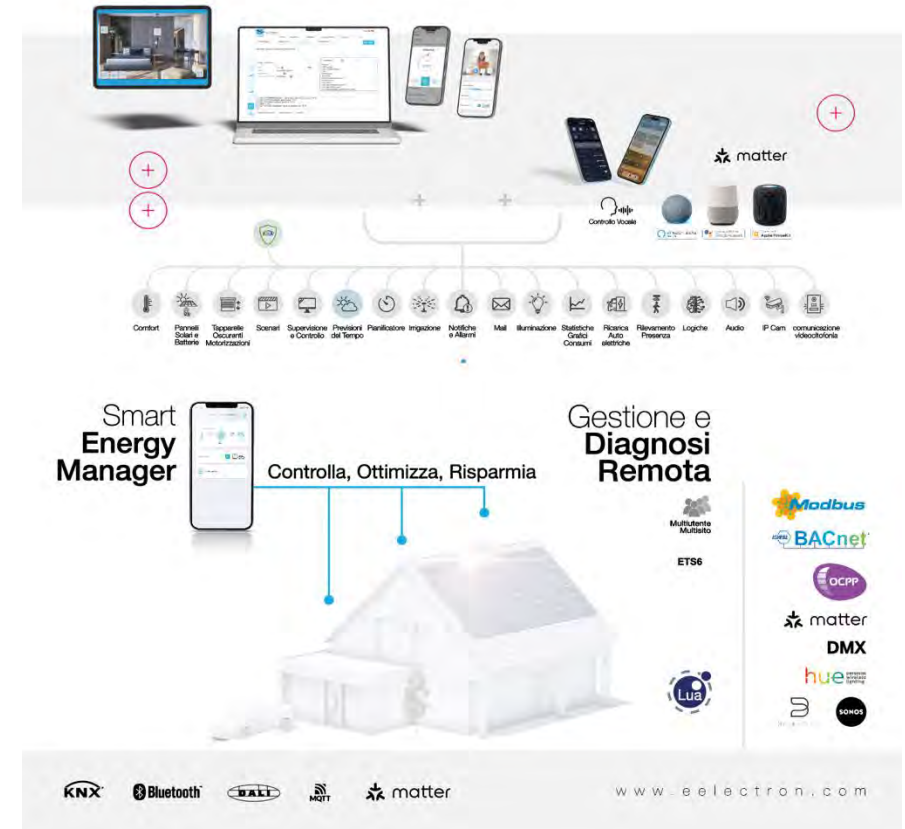 matter
Controllo Vocale
Comfort
Pannelli
Solari e
Batterie
Tapparelle
Oscuranti
Motorizzazioni
Scenari
Supervisione
e Controllo
Previsioni
del Tempo
Pianificatore
Irrigazione
Notifiche
e Allarmi
Mail
Illuminazione
Statistiche
Grafici
Consumi
Ricarica
Auto
elettriche
Rilevamento
Presenza
Logiche
Audio
IP Cam
comunicazione
videocitofonia
Smart
Energy
Manager
Controlla, Ottimizza, Risparmia
Gestione e
Diagnosi
Remota
Multiutente
Multisito
ETS6
Lua
Modbus
BACnet
OCPP
matter
DMX
hue personal
wireless
lighting
SONOS
KNX
Bluetooth
DALI
MQTT
matter
www.eelectron.com